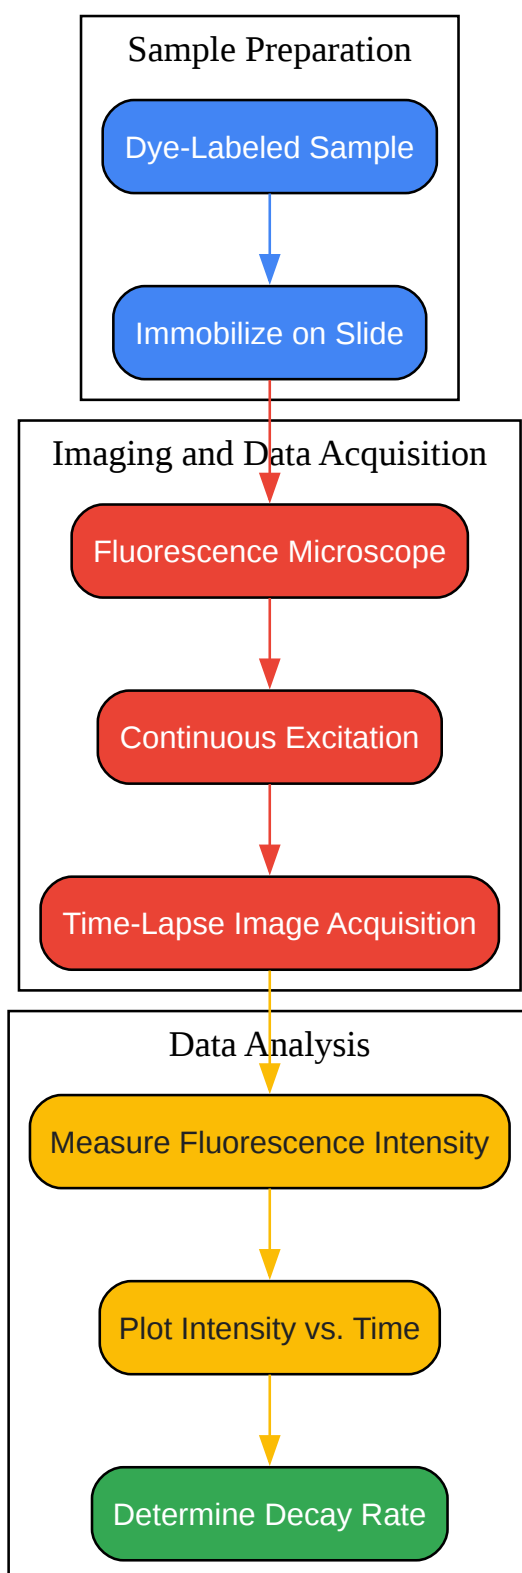 Sample Preparation
Dye-Labeled Sample
Immobilize on Slide
Imaging and Data Acquisition
Fluorescence Microscope
Continuous Excitation
Time-Lapse Image Acquisition
Data Analysis
Measure Fluorescence Intensity
Plot Intensity vs. Time
Determine Decay Rate